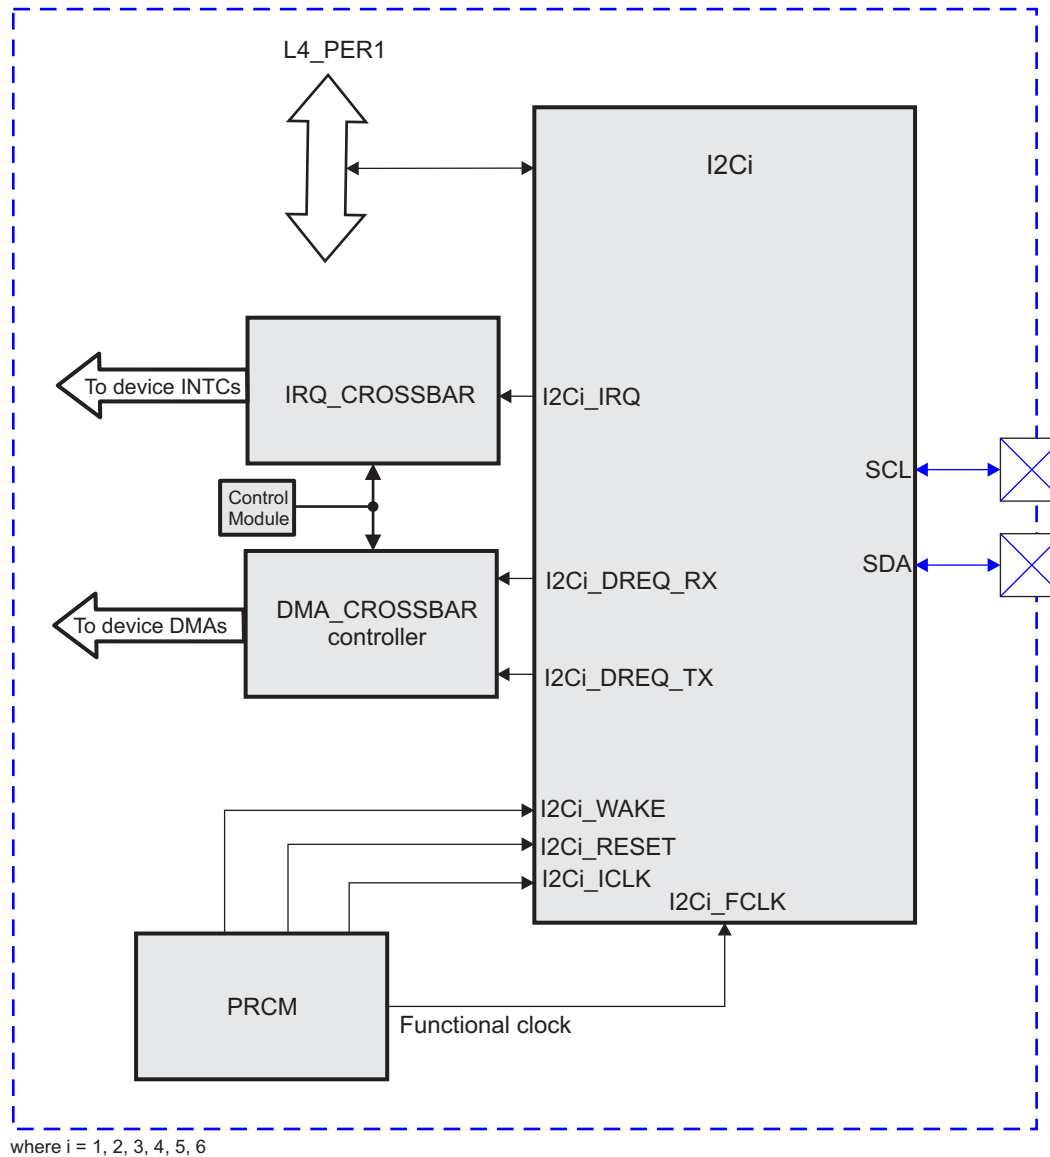 L4_PER1
I2Ci
To device INTCs
IRQ_CROSSBAR
I2Ci_IRQ
SCL
Control
Module
SDA
I2Ci_DREQ_RX
DMA_CROSSBAR
controller
To device DMAs
I2Ci_DREQ_TX
I2Ci_WAKE
I2Ci_RESET
I2Ci_ICLK
I2Ci_FCLK
PRCM
Functional clock
where i = 1, 2, 3, 4, 5, 6